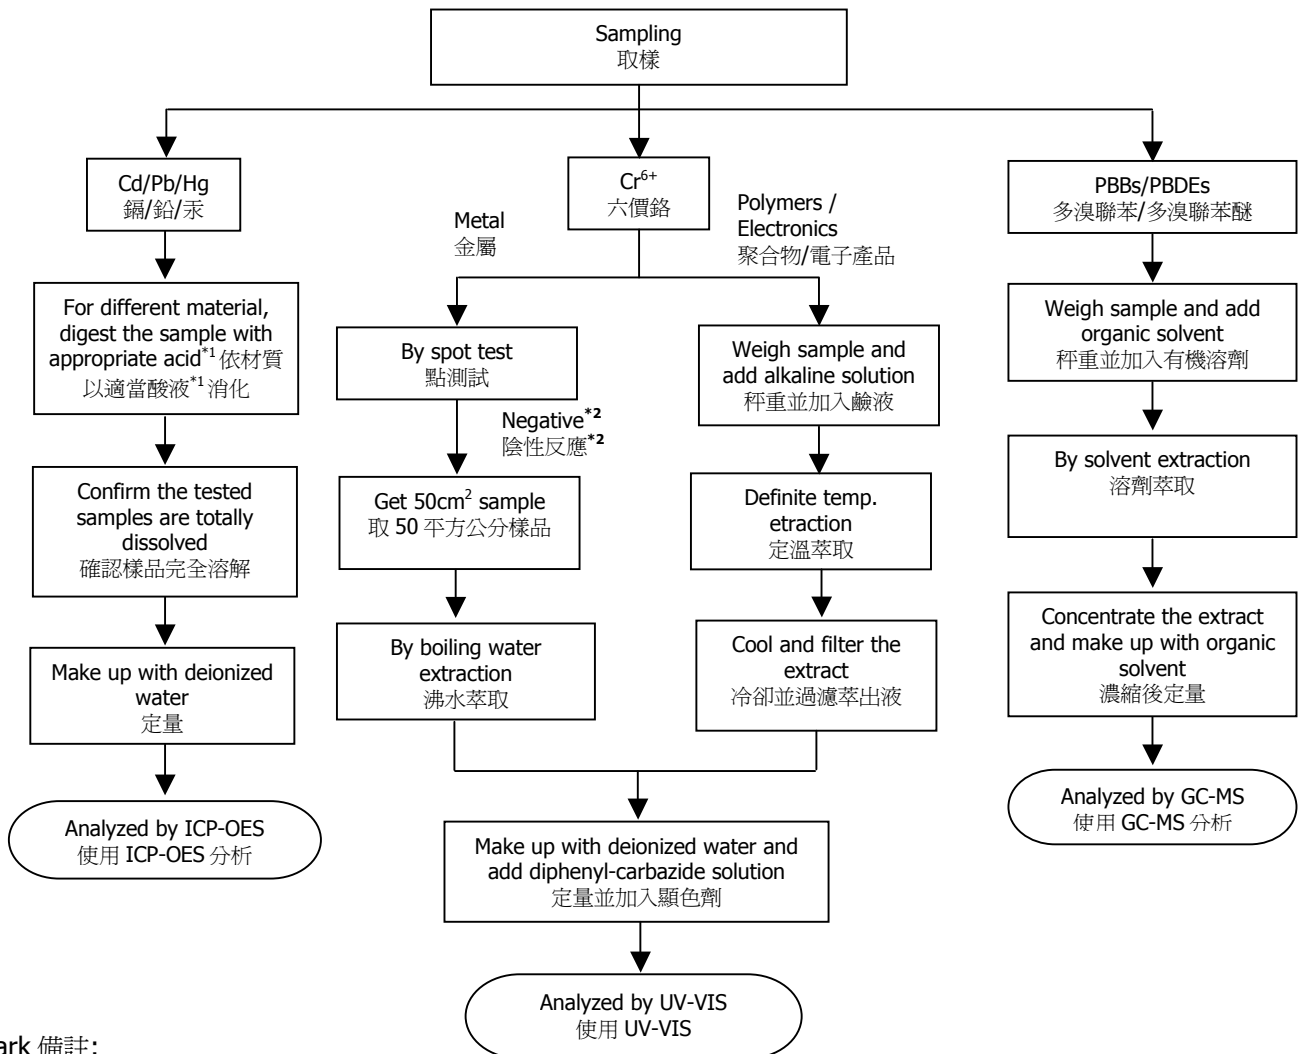 Sampling
取樣
Cd/Pb/Hg
鎘/鉛/汞
For different material,
digest the sample with
appropriate acid*1 依材質
以適當酸液*1 消化
Confirm the tested
samples are totally
dissolved
確認樣品完全溶解
Make up with deionized
water
定量
Analyzed by ICP-OES
使用 ICP-OES 分析
Cr6+
六價鉻
Metal
金屬
Polymers /
Electronics
聚合物/電子產品
By spot test
點測試
Negative*2
陰性反應*2
Get 50cm2 sample
取 50 平方公分樣品
By boiling water
extraction
沸水萃取
Weigh sample and
add alkaline solution
秤重並加入鹼液
Definite temp.
etraction
定溫萃取
Cool and filter the
extract
冷卻並過濾萃出液
Make up with deionized water and
add diphenyl-carbazide solution
定量並加入顯色劑
Analyzed by UV-VIS
使用 UV-VIS
PBBs/PBDEs
多溴聯苯/多溴聯苯醚
Weigh sample and add
organic solvent
秤重並加入有機溶劑
By solvent extraction
溶劑萃取
Concentrate the extract
and make up with organic
solvent
濃縮後定量
Analyzed by GC-MS
使用 GC-MS 分析
ark 備註: